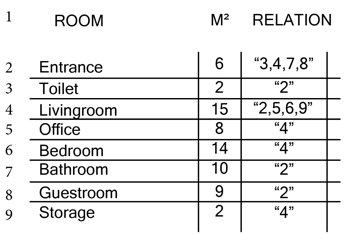 1 ROOM M² RELATION
2 Entrance 6 “3,4,7,8”
3 Toilet 2 “2”
4 Livingroom 15 “2,5,6,9”
5 Office 8 “4”
6 Bedroom 14 “4”
7 Bathroom 10 “2”
8 Guestroom 9 “2”
9 Storage 2 “4”